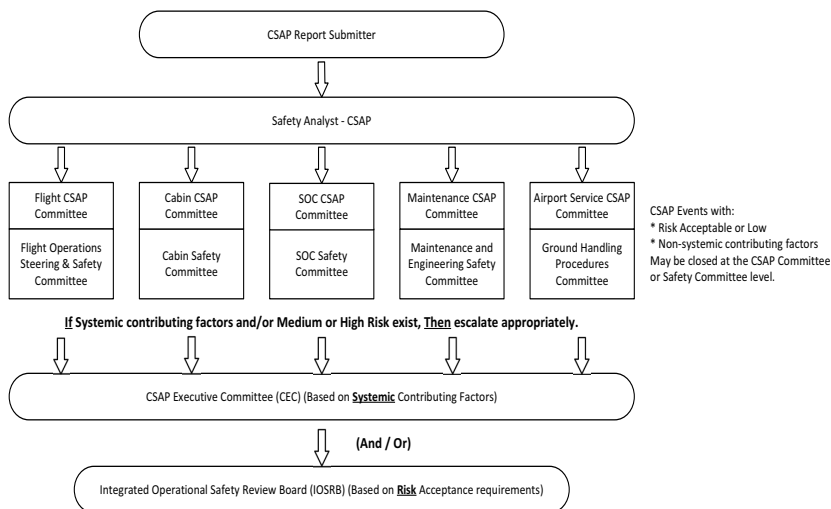 CSAP Report Submitter
Safety Analyst - CSAP
Flight CSAP
Committee
Flight Operations
Steering & Safety
Committee
Cabin CSAP
Committee
Cabin Safety
Committee
SOC CSAP
Committee
SOC Safety
Committee
Maintenance CSAP
Committee
Maintenance and
Engineering Safety
Committee
Airport Service CSAP
Committee
Ground Handling
Procedures
Committee
CSAP Events with:
* Risk Acceptable or Low
* Non-systemic contributing factors
May be closed at the CSAP Committee
or Safety Committee level.
If Systemic contributing factors and/or Medium or High Risk exist, Then escalate appropriately.
CSAP Executive Committee (CEC) (Based on Systemic Contributing Factors)
(And / Or)
Integrated Operational Safety Review Board (IOSRB) (Based on Risk Acceptance requirements)